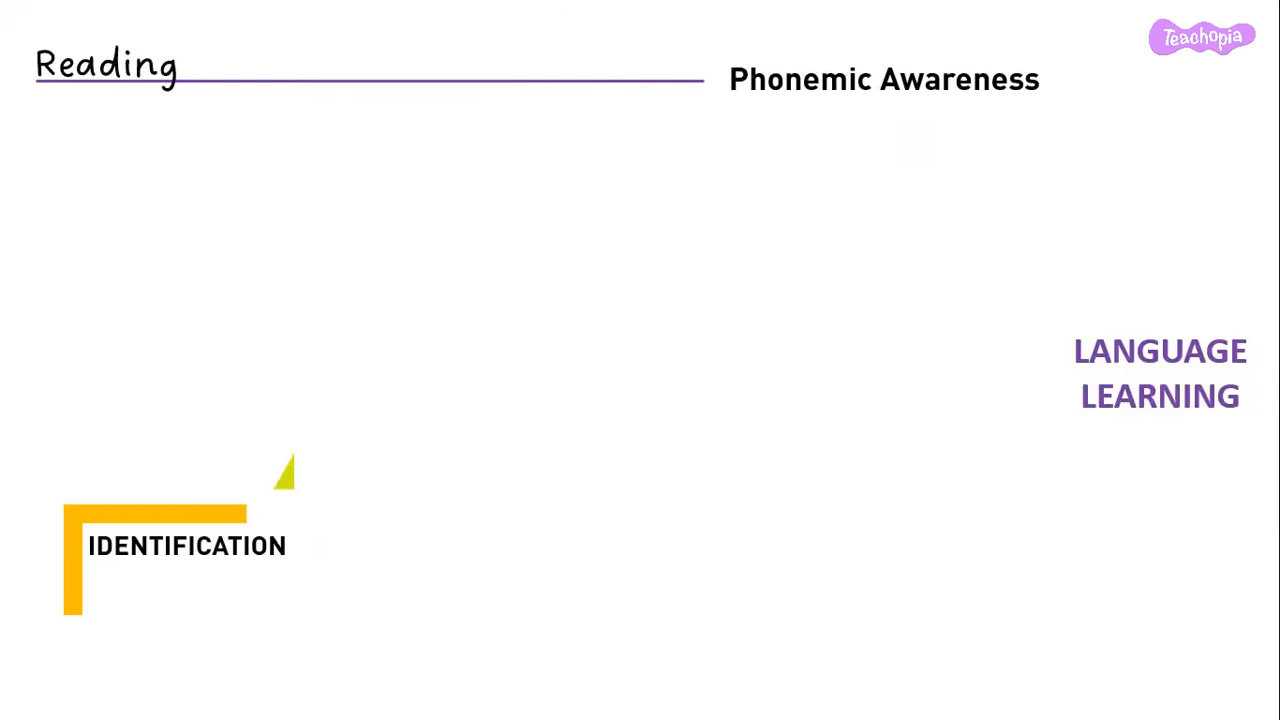 Reading
Teachopia
Phonemic Awareness
LANGUAGE
LEARNING
IDENTIFICATION